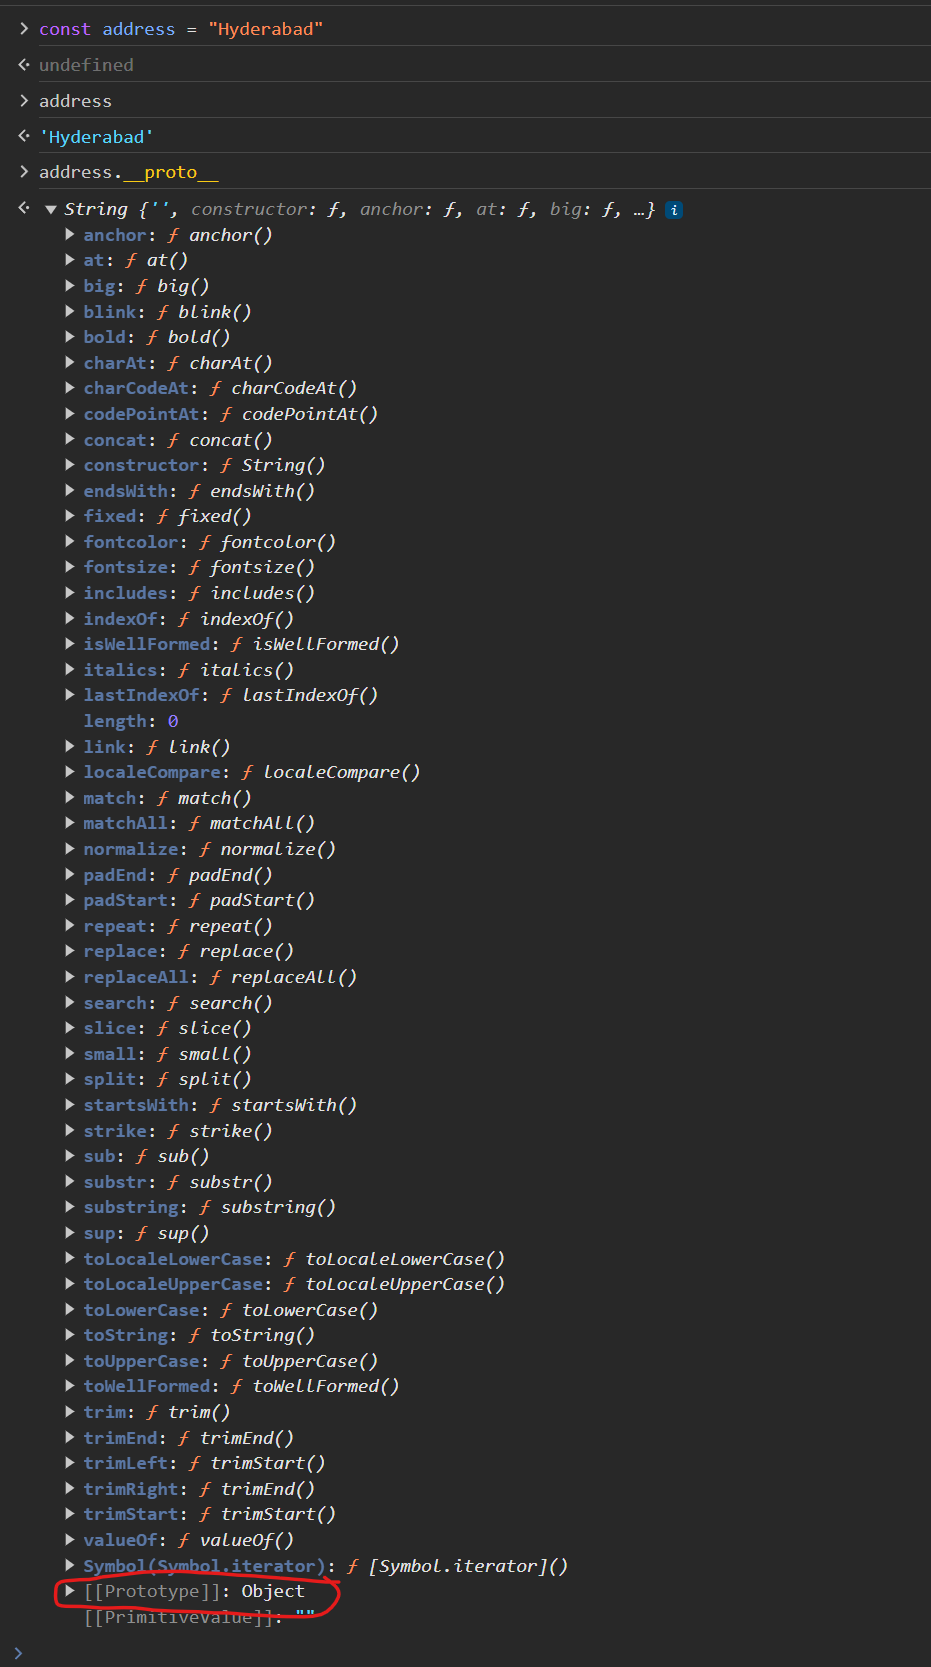 const address = "Hyderabad"
undefined
address
'Hyderabad'
address.__proto__
String {'', constructor: ƒ, anchor: ƒ, at: ƒ, big: ƒ, …} i
anchor: ƒ anchor()
at: ƒ at()
big: ƒ big()
blink: ƒ blink()
bold: ƒ bold()
charAt: ƒ charAt()
charCodeAt: ƒ charCodeAt()
codePointAt: ƒ codePointAt()
concat: ƒ concat()
constructor: ƒ String()
endsWith: ƒ endsWith()
fixed: ƒ fixed()
fontcolor: ƒ fontcolor()
fontsize: ƒ fontsize()
includes: ƒ includes()
indexOf: ƒ indexOf()
isWellFormed: ƒ isWellFormed()
italics: ƒ italics()
lastIndexOf: ƒ lastIndexOf()
length: 0
link: ƒ link()
localeCompare: ƒ localeCompare()
match: ƒ match()
matchAll: ƒ matchAll()
normalize: ƒ normalize()
padEnd: ƒ padEnd()
padStart: ƒ padStart()
repeat: ƒ repeat()
replace: ƒ replace()
replaceAll: ƒ replaceAll()
search: ƒ search()
slice: ƒ slice()
small: ƒ small()
split: ƒ split()
startsWith: ƒ startsWith()
strike: ƒ strike()
sub: ƒ sub()
substr: ƒ substr()
substring: ƒ substring()
sup: ƒ sup()
toLocaleLowerCase: ƒ toLocaleLowerCase()
toLocaleUpperCase: ƒ toLocaleUpperCase()
toLowerCase: ƒ toLowerCase()
toString: ƒ toString()
toUpperCase: ƒ toUpperCase()
toWellFormed: ƒ toWellFormed()
trim: ƒ trim()
trimEnd: ƒ trimEnd()
trimLeft: ƒ trimStart()
trimRight: ƒ trimEnd()
trimStart: ƒ trimStart()
valueOf: ƒ valueOf()
Symbol(Symbol.iterator): ƒ [Symbol.iterator]()
[[Prototype]]: Object
[[PrimitiveValue]]: ""